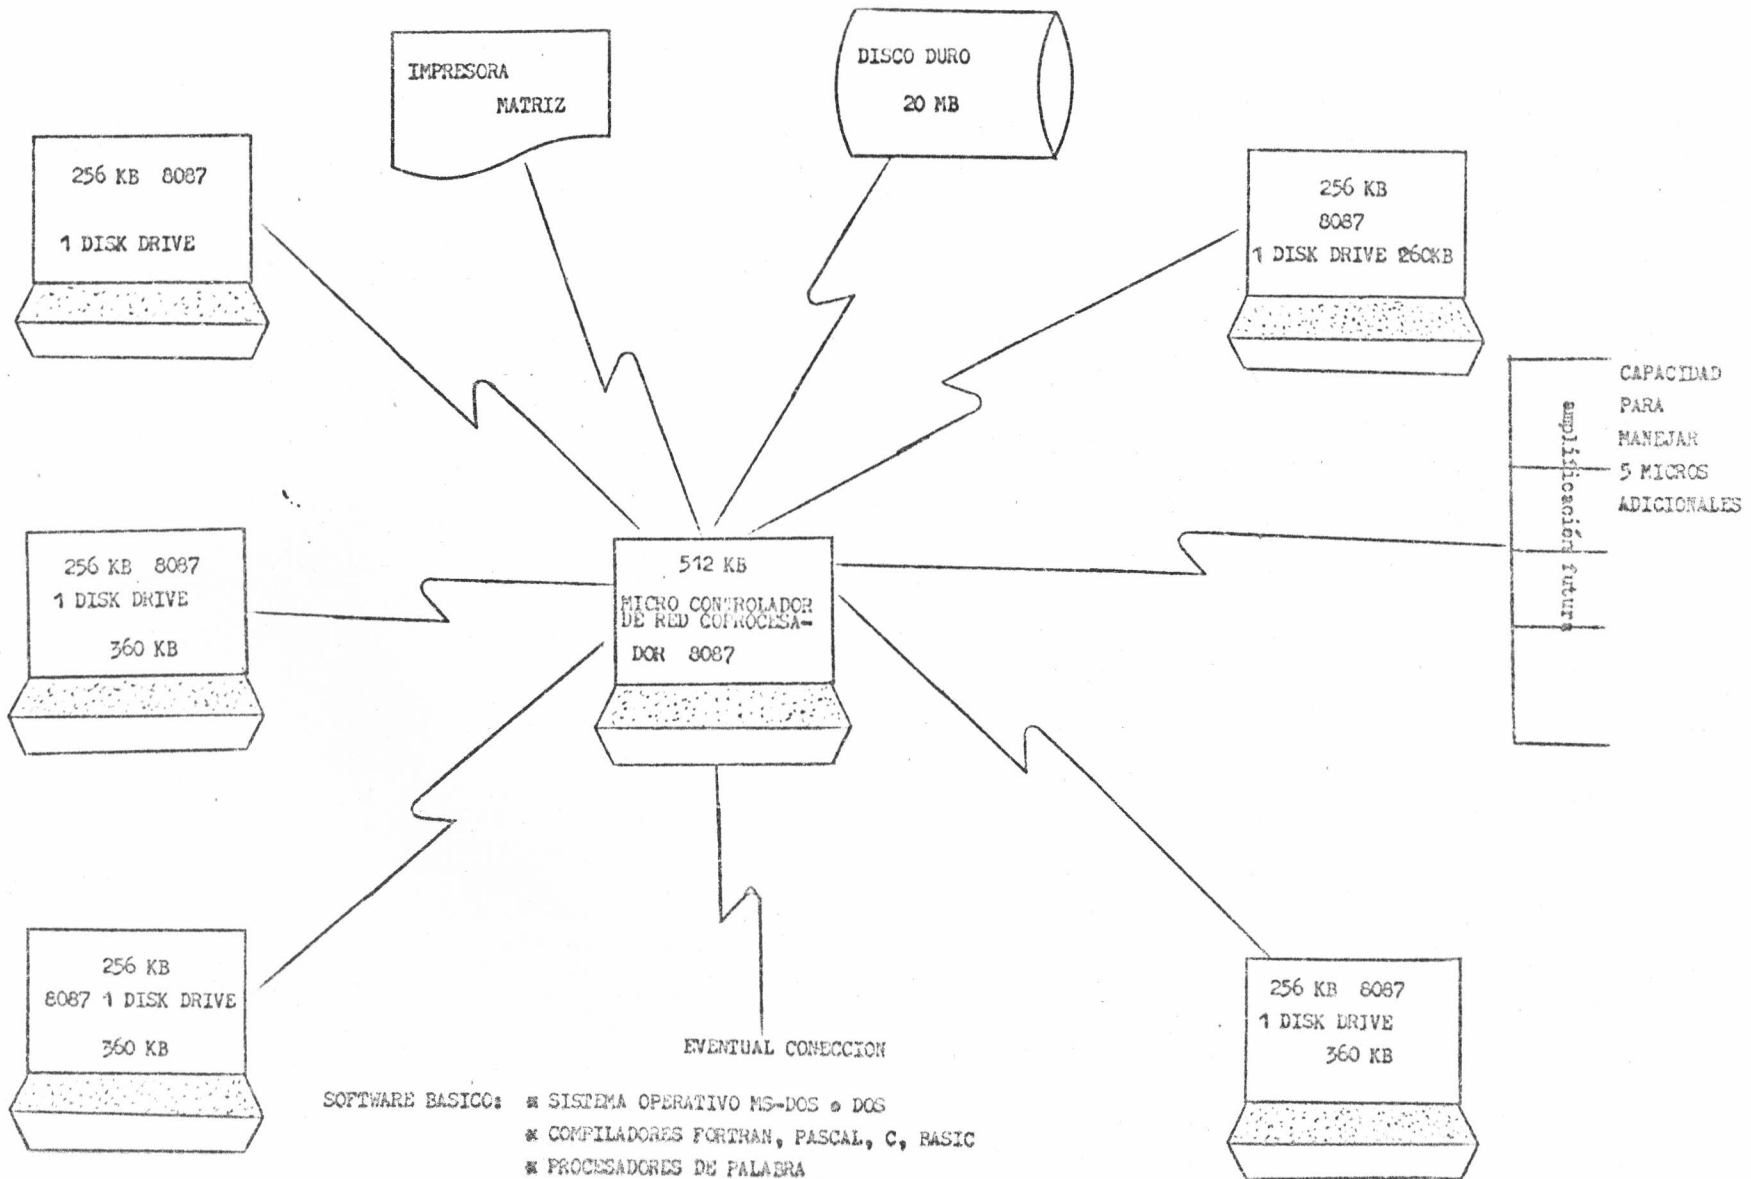 IMPRESORA
MATRIZ
DISCO DURO
20 MB
256 KB 8087
1 DISK DRIVE
256 KB
8087
1 DISK DRIVE 260KB
CAPACIDAD
PARA
MANEJAR
5 MICROS
ADICIONALES
amplificación futura
256 KB 8087
1 DISK DRIVE
360 KB
512 KB
MICRO CONTROLADOR
DE RED COPROCESA-
DOR 8087
256 KB
8087 1 DISK DRIVE
360 KB
256 KB 8087
1 DISK DRIVE
360 KB
EVENTUAL CONECCION
SOFTWARE BASICO: * SISTEMA OPERATIVO MS-DOS o DOS
* COMPILADORES FORTRAN, PASCAL, C, BASIC
* PROCESADORES DE PALABRA